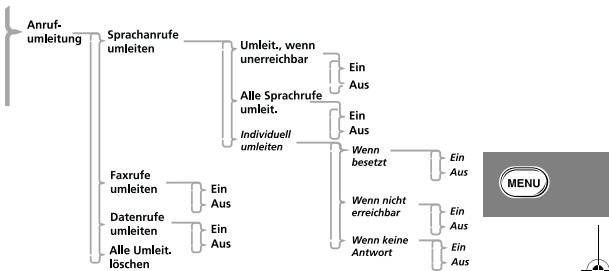 Anruf-
umleitung
Sprachanrufe
umleiten
Umleit., wenn
unerreichbar
Ein
Aus
Alle Sprachrufe
umleit.
Ein
Aus
Individuell
umleiten
Wenn
besetzt
Ein
Aus
Wenn nicht
erreichbar
Ein
Aus
Wenn keine
Antwort
Ein
Aus
Faxrufe
umleiten
Ein
Aus
Datenrufe
umleiten
Ein
Aus
Alle Umleit.
löschen
MENU